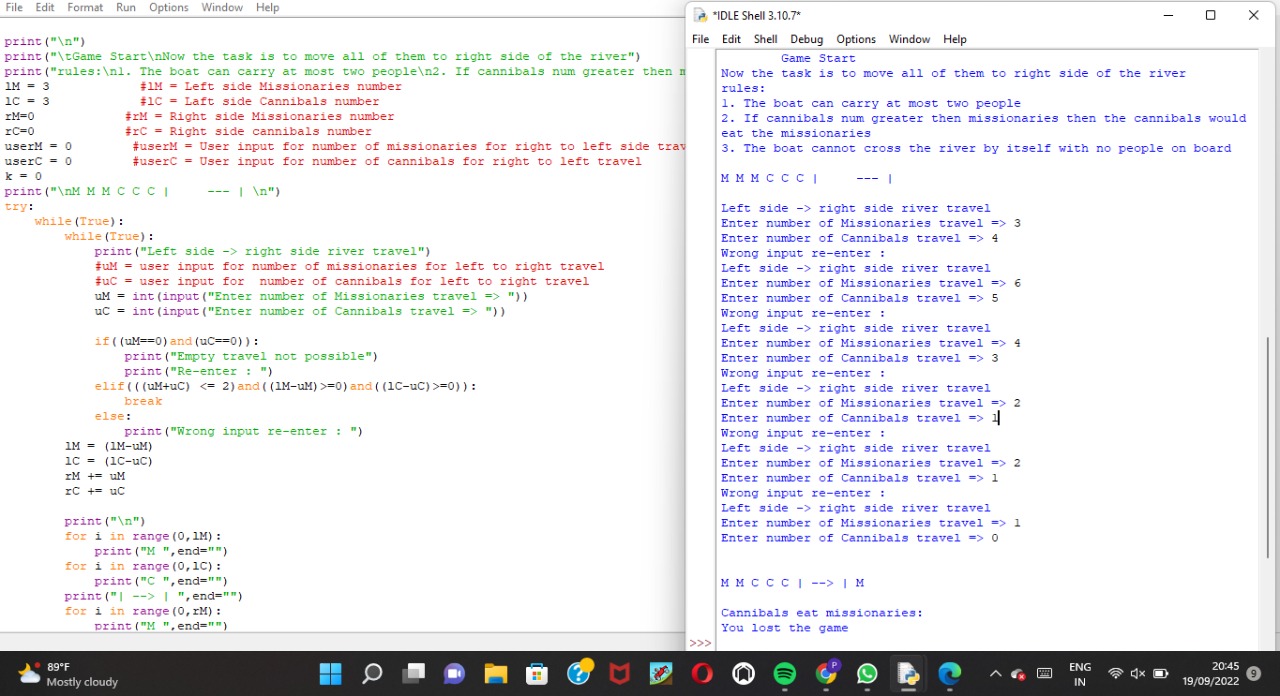 File Edit Format Run Options Window Help
print("\n")
print("\tGame Start\nNow the task is to move all of them to right side of the river")
print("rules:\n1. The boat can carry at most two people\n2. If cannibals num greater then m
lM = 3 #lM = Left side Missionaries number
lC = 3 #lC = Laft side Cannibals number
rM=0 #rM = Right side Missionaries number
rC=0 #rC = Right side cannibals number
userM = 0 #userM = User input for number of missionaries for right to left side trav
userC = 0 #userC = User input for number of cannibals for right to left travel
k = 0
print("\nM M M C C C | --- | \n")
try:
while(True):
while(True):
print("Left side -> right side river travel")
#uM = user input for number of missionaries for left to right travel
#uC = user input for number of cannibals for left to right travel
uM = int(input("Enter number of Missionaries travel => "))
uC = int(input("Enter number of Cannibals travel => "))
if((uM==0)and(uC==0)):
print("Empty travel not possible")
print("Re-enter : ")
elif(((uM+uC) <= 2)and((lM-uM)>=0)and((lC-uC)>=0)):
break
else:
print("Wrong input re-enter : ")
lM = (lM-uM)
lC = (lC-uC)
rM += uM
rC += uC
print("\n")
for i in range(0,lM):
print("M ",end="")
for i in range(0,lC):
print("C ",end="")
print("| --> | ",end="")
for i in range(0,rM):
print("M ",end="")
*IDLE Shell 3.10.7*
File Edit Shell Debug Options Window Help
Game Start
Now the task is to move all of them to right side of the river
rules:
1. The boat can carry at most two people
2. If cannibals num greater then missionaries then the cannibals would
eat the missionaries
3. The boat cannot cross the river by itself with no people on board
M M M C C C | --- |
Left side -> right side river travel
Enter number of Missionaries travel => 3
Enter number of Cannibals travel => 4
Wrong input re-enter :
Left side -> right side river travel
Enter number of Missionaries travel => 6
Enter number of Cannibals travel => 5
Wrong input re-enter :
Left side -> right side river travel
Enter number of Missionaries travel => 4
Enter number of Cannibals travel => 3
Wrong input re-enter :
Left side -> right side river travel
Enter number of Missionaries travel => 2
Enter number of Cannibals travel => 1
Wrong input re-enter :
Left side -> right side river travel
Enter number of Missionaries travel => 2
Enter number of Cannibals travel => 1
Wrong input re-enter :
Left side -> right side river travel
Enter number of Missionaries travel => 1
Enter number of Cannibals travel => 0
M M C C C | --> | M
Cannibals eat missionaries:
You lost the game
>>>
89°F
Mostly cloudy
P
ENG
IN
20:45
19/09/2022
9